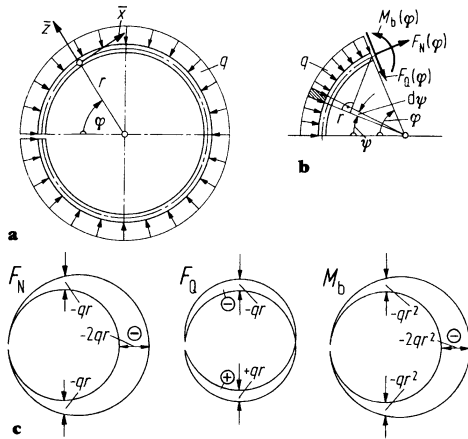 z̄
x̄
q
r
φ
a
M_b(φ)
F_N(φ)
F_Q(φ)
q
dψ
r
φ
ψ
b
F_N
-qr
⊖
-2qr
-qr
F_Q
-qr
⊖
⊕
+qr
M_b
-qr²
⊖
-2qr²
-qr²
c